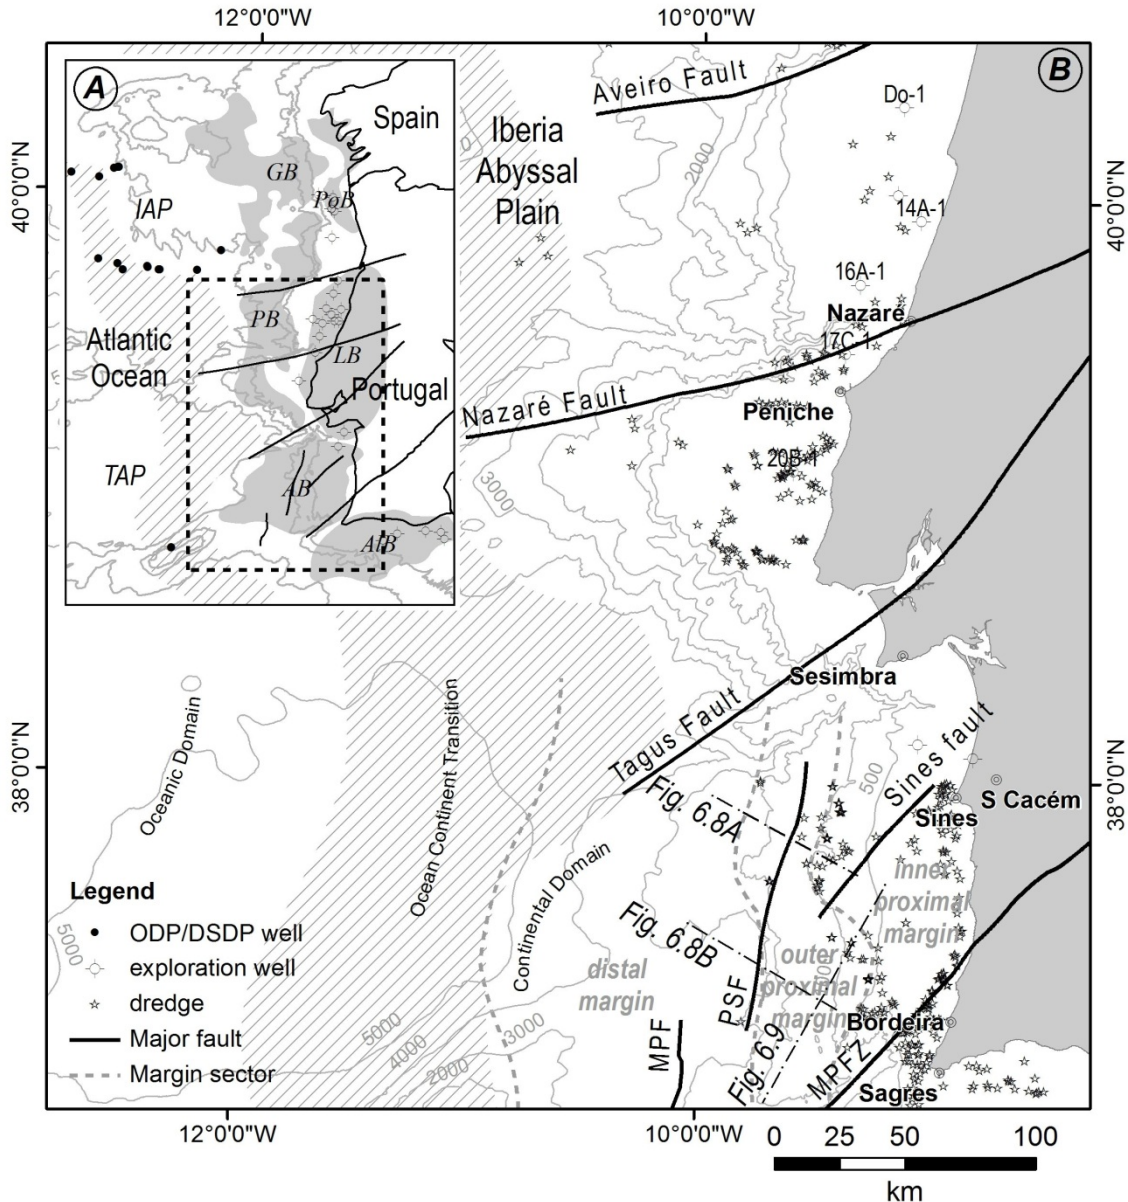 12°0'0"W
10°0'0"W
A
Spain
GB
PoB
IAP
PB
Atlantic
Ocean
LB
Portugal
TAP
AB
AlB
B
Aveiro Fault
Do-1
Iberia
Abyssal
Plain
2000
40°0'0"N
40°0'0"N
14A-1
16A-1
Nazaré
17C-1
Nazaré Fault
Peniche
20B-1
3000
Sesimbra
Tagus Fault
500
Sines fault
38°0'0"N
38°0'0"N
Oceanic Domain
Ocean Continent Transition
Continental Domain
Fig. 6.8A
S Cacém
Sines
inner
proximal
margin
Fig. 6.8B
distal
margin
outer
proximal
margin
PSF
MPF
Fig. 6.9
MPFZ
Bordeira
Sagres
5000
5000
4000
3000
2000
Legend
ODP/DSDP well
exploration well
dredge
Major fault
Margin sector
12°0'0"W
10°0'0"W
0 25 50 100
km